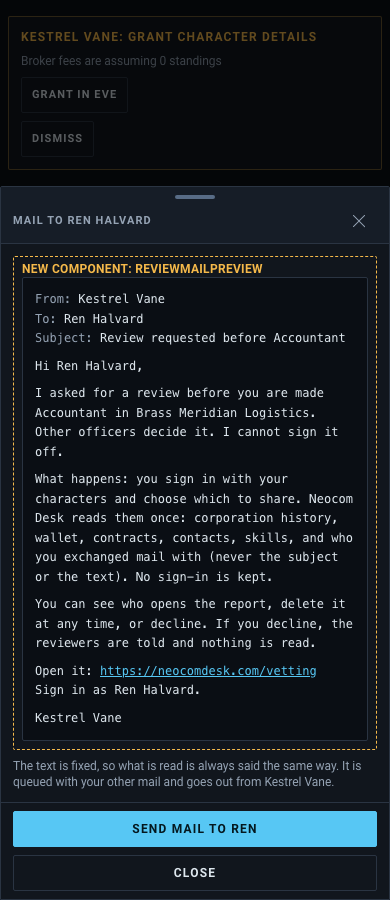 KESTREL VANE: GRANT CHARACTER DETAILS
Broker fees are assuming 0 standings
GRANT IN EVE
DISMISS
MAIL TO REN HALVARD
NEW COMPONENT: REVIEWMAILPREVIEW
From: Kestrel Vane
To: Ren Halvard
Subject: Review requested before Accountant
Hi Ren Halvard,
I asked for a review before you are made
Accountant in Brass Meridian Logistics.
Other officers decide it. I cannot sign it
off.
What happens: you sign in with your
characters and choose which to share. Neocom
Desk reads them once: corporation history,
wallet, contracts, contacts, skills, and who
you exchanged mail with (never the subject
or the text). No sign-in is kept.
You can see who opens the report, delete it
at any time, or decline. If you decline, the
reviewers are told and nothing is read.
Open it: https://neocomdesk.com/vetting
Sign in as Ren Halvard.
Kestrel Vane
The text is fixed, so what is read is always said the same way. It is
queued with your other mail and goes out from Kestrel Vane.
SEND MAIL TO REN
CLOSE